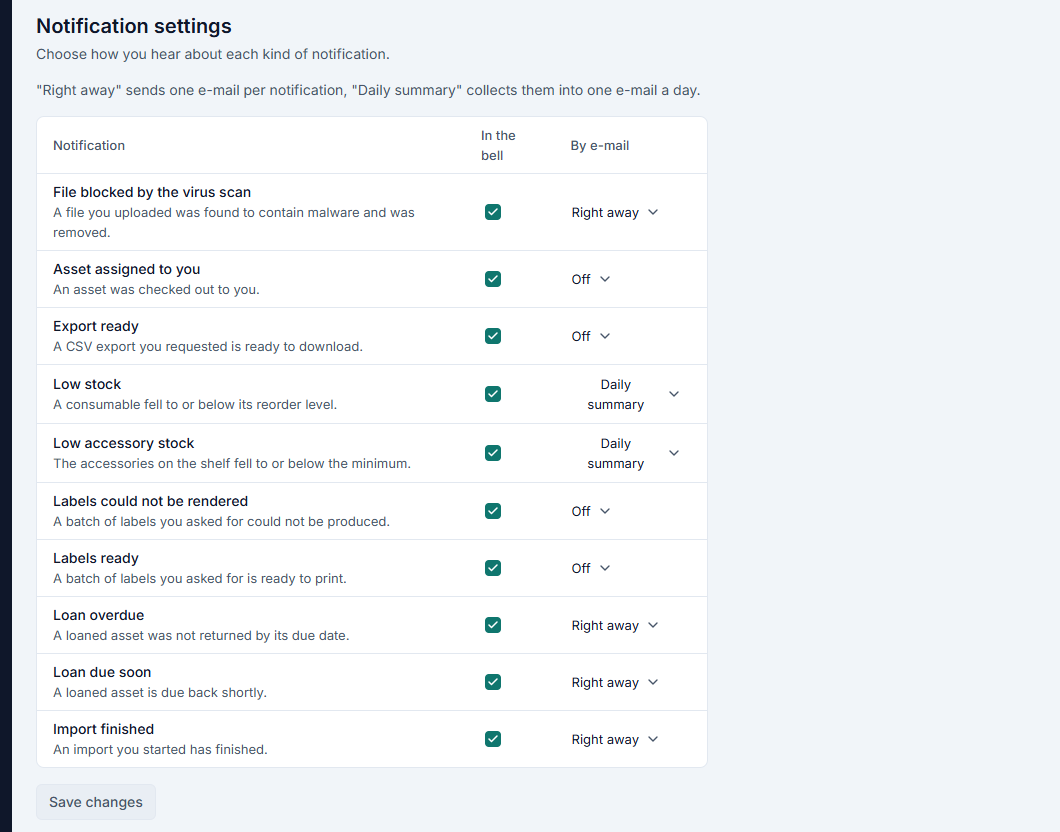 Notification settings
Choose how you hear about each kind of notification.
"Right away" sends one e-mail per notification, "Daily summary" collects them into one e-mail a day.
Notification
In the
bell
By e-mail
File blocked by the virus scan
A file you uploaded was found to contain malware and was
removed.
Right away
Asset assigned to you
An asset was checked out to you.
Off
Export ready
A CSV export you requested is ready to download.
Off
Low stock
A consumable fell to or below its reorder level.
Daily
summary
Low accessory stock
The accessories on the shelf fell to or below the minimum.
Daily
summary
Labels could not be rendered
A batch of labels you asked for could not be produced.
Off
Labels ready
A batch of labels you asked for is ready to print.
Off
Loan overdue
A loaned asset was not returned by its due date.
Right away
Loan due soon
A loaned asset is due back shortly.
Right away
Import finished
An import you started has finished.
Right away
Save changes